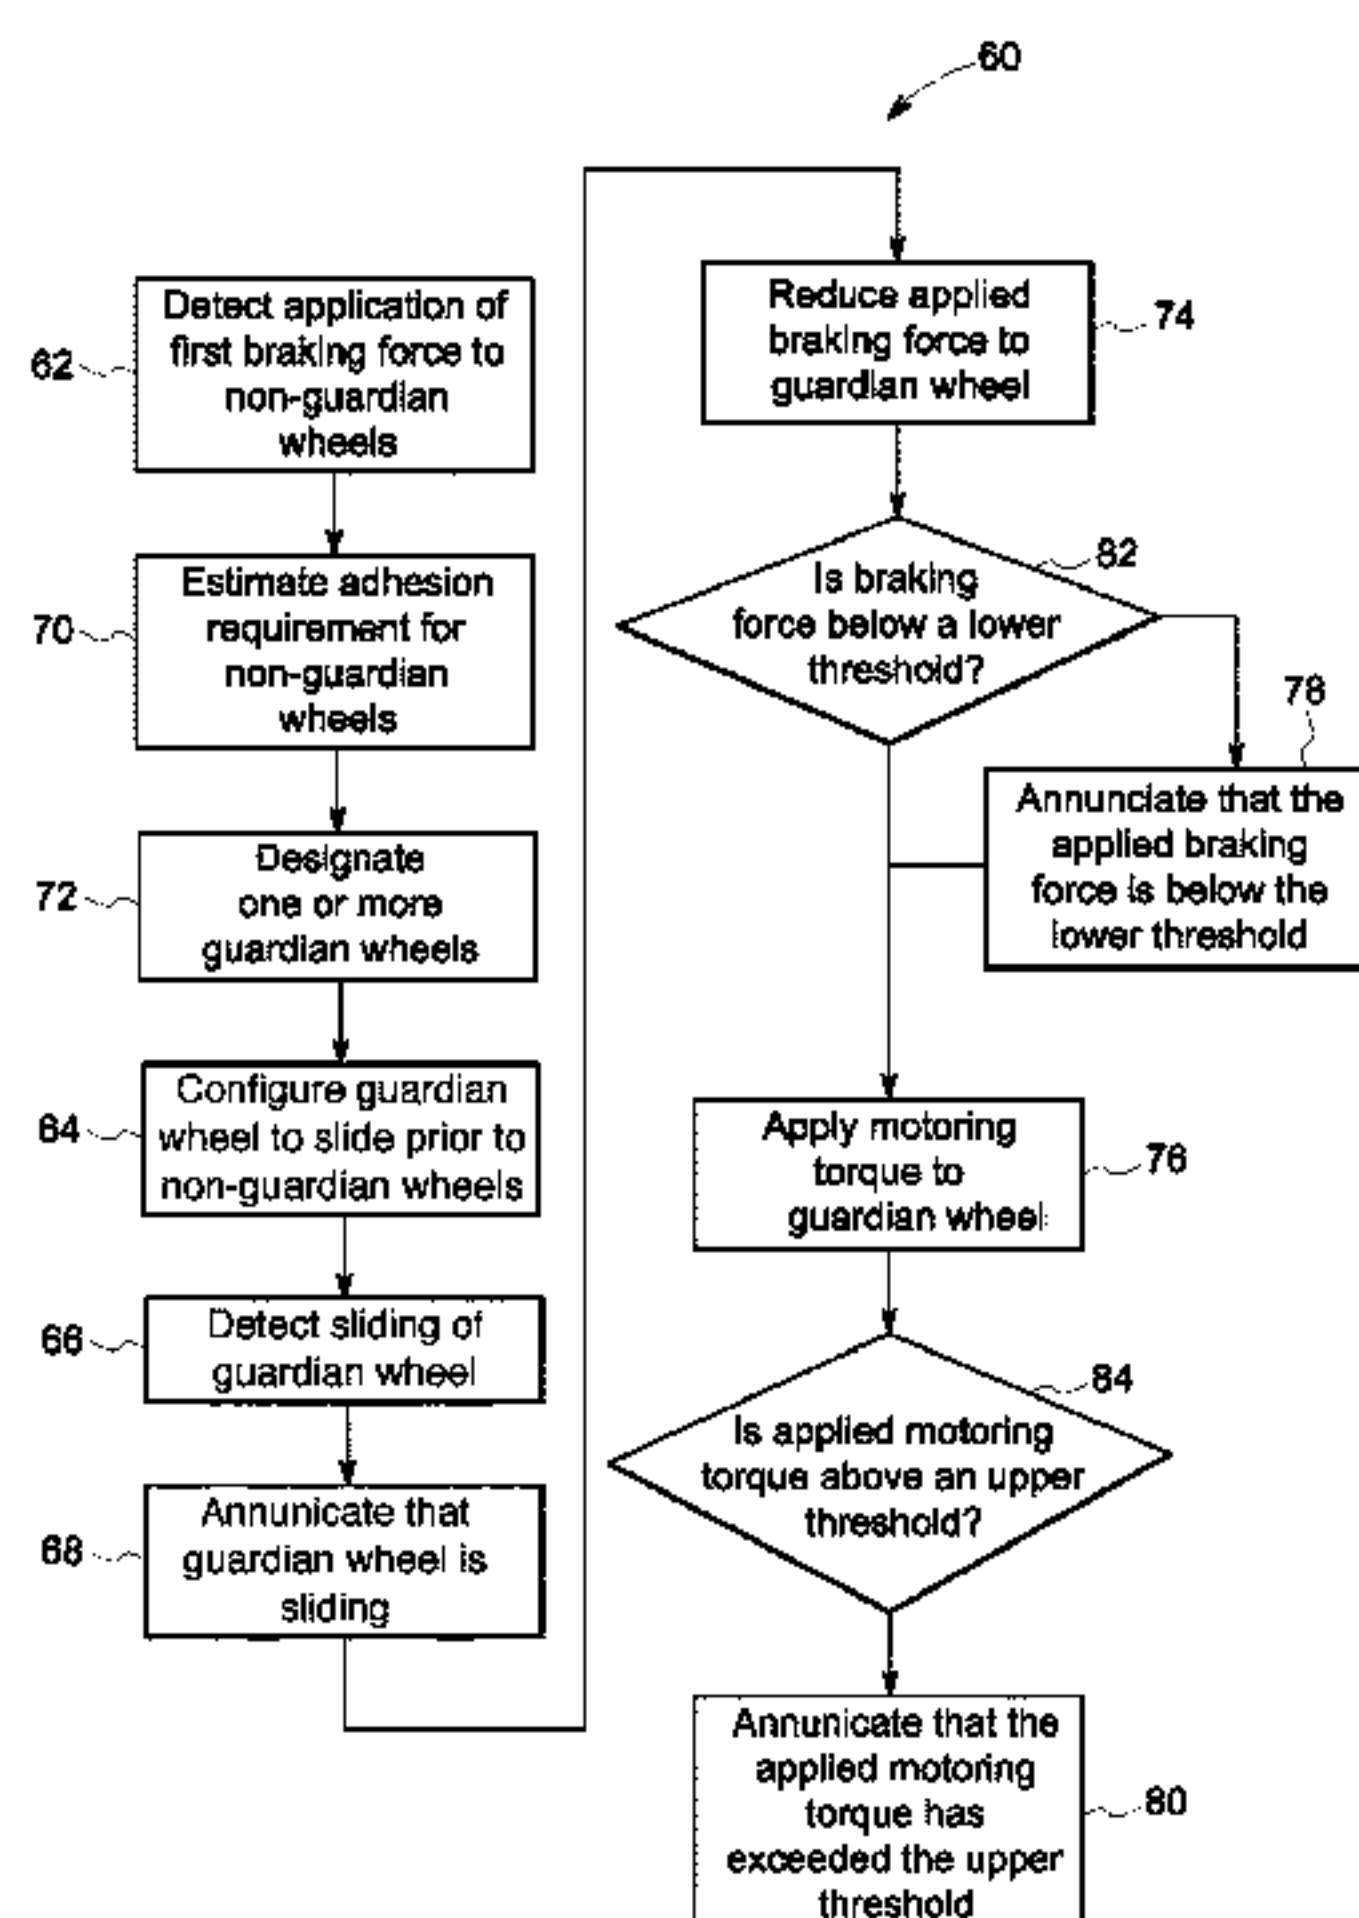 60
Detect application of
first braking force to
non-guardian
wheels
62
Estimate adhesion
requirement for
non-guardian
wheels
70
Designate
one or more
guardian wheels
72
Configure guardian
wheel to slide prior to
non-guardian wheels
64
Detect sliding of
guardian wheel
66
Annunicate that
guardian wheel is
sliding
68
Reduce applied
braking force to
guardian wheel
74
Is braking
force below a lower
threshold?
82
78
Annunciate that the
applied braking
force is below the
lower threshold
Apply motoring
torque to
guardian wheel
76
Is applied motoring
torque above an upper
threshold?
84
Annunicate that the
applied motoring
torque has
exceeded the upper
threshold
80